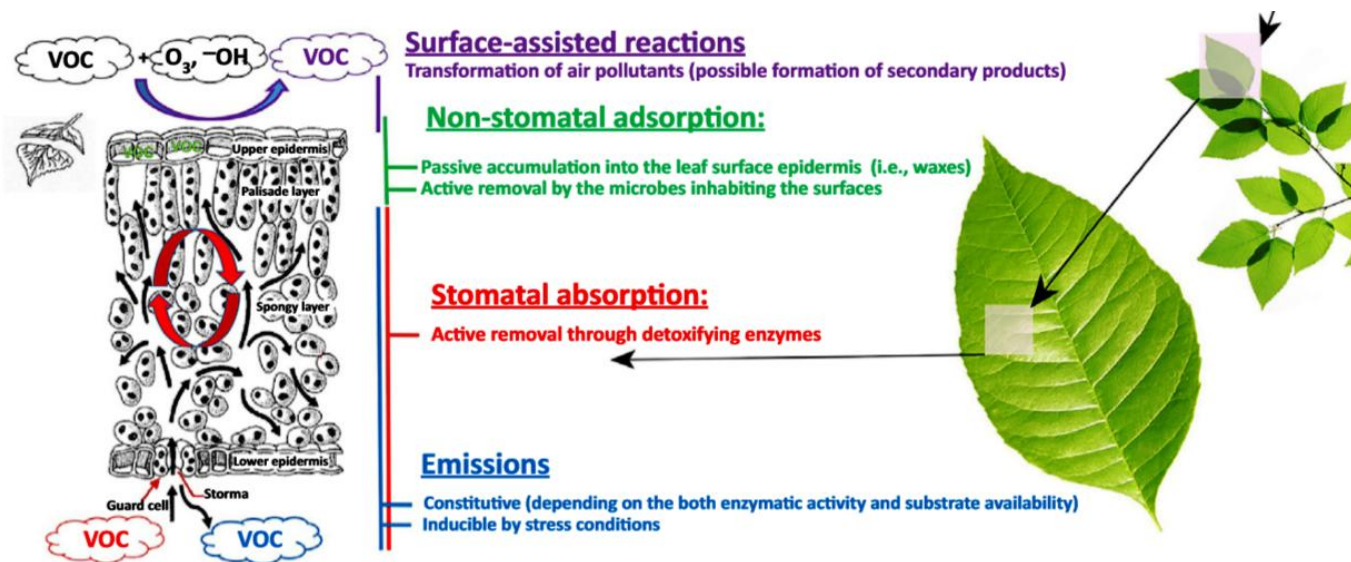 VOC + O3, −OH VOC
Surface-assisted reactions
Transformation of air pollutants (possible formation of secondary products)
Non-stomatal adsorption:
VOC VOC
Upper epidermis
Passive accumulation into the leaf surface epidermis (i.e., waxes)
Active removal by the microbes inhabiting the surfaces
Palisade layer
Stomatal absorption:
Spongy layer
Active removal through detoxifying enzymes
Lower epidermis
Emissions
Guard cell
Storma
Constitutive (depending on the both enzymatic activity and substrate availability)
Inducible by stress conditions
VOC
VOC